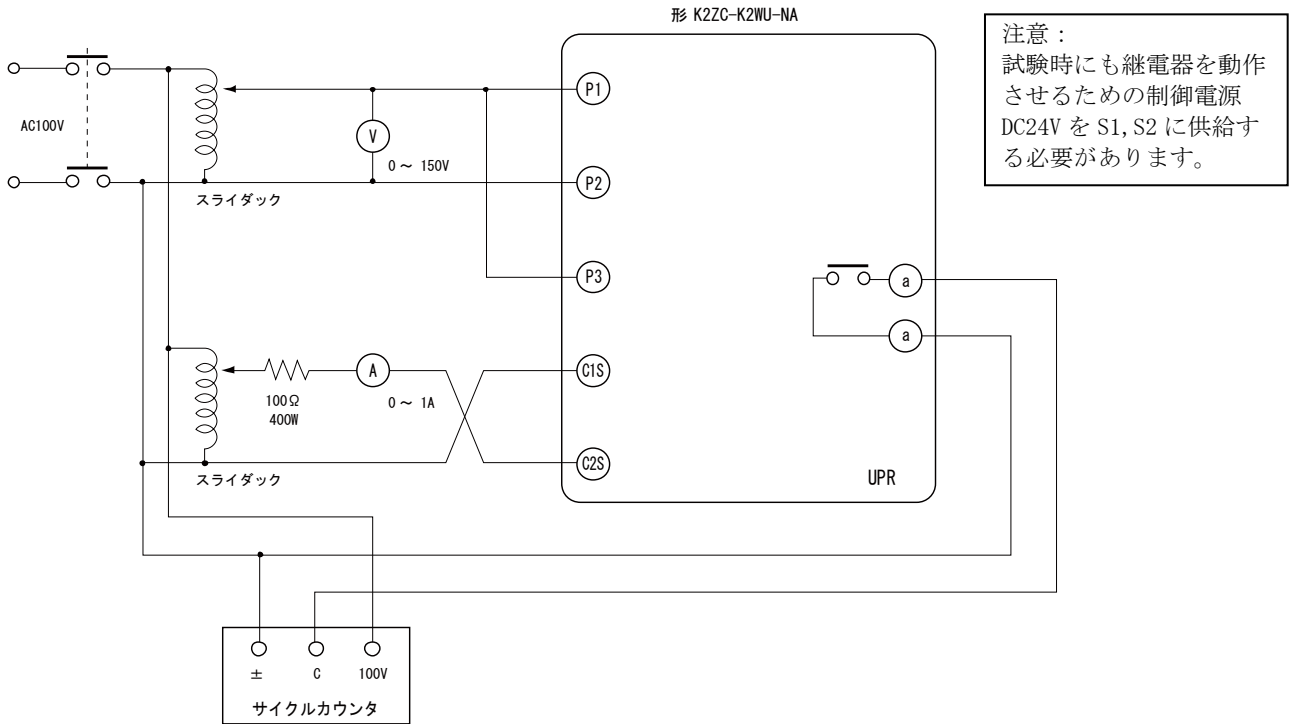 形 K2ZC-K2WU-NA
注意：
試験時にも継電器を動作
させるための制御電源
DC24V を S1,S2 に供給す
る必要があります。
AC100V
スライダック
V
0 ～ 150V
P1
P2
P3
a
a
100Ω
400W
A
0 ～ 1A
C1S
C2S
スライダック
UPR
±
C
100V
サイクルカウンタ